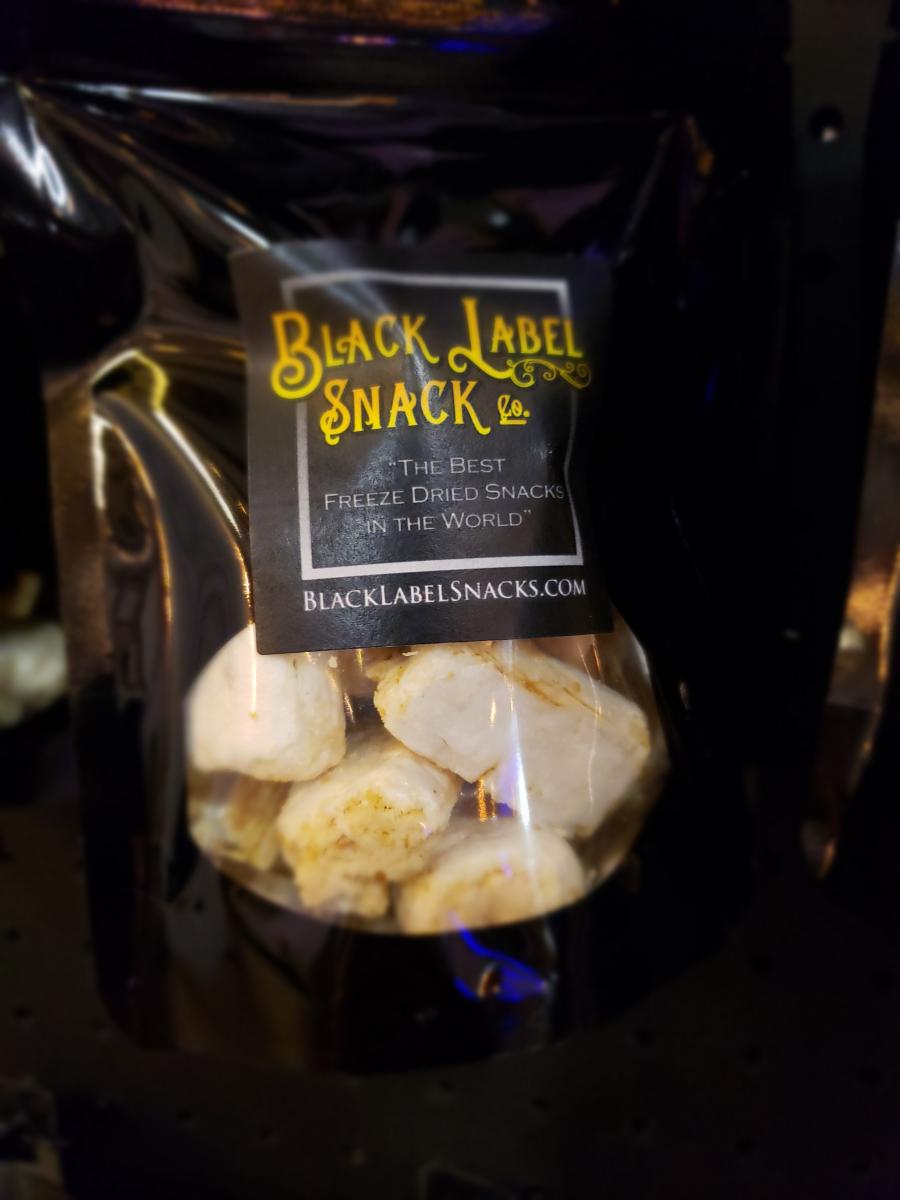 BLACK LABEL
SNACK Co.
"THE BEST
FREEZE DRIED SNACKS
IN THE WORLD"
BLACKLABELSNACKS.COM